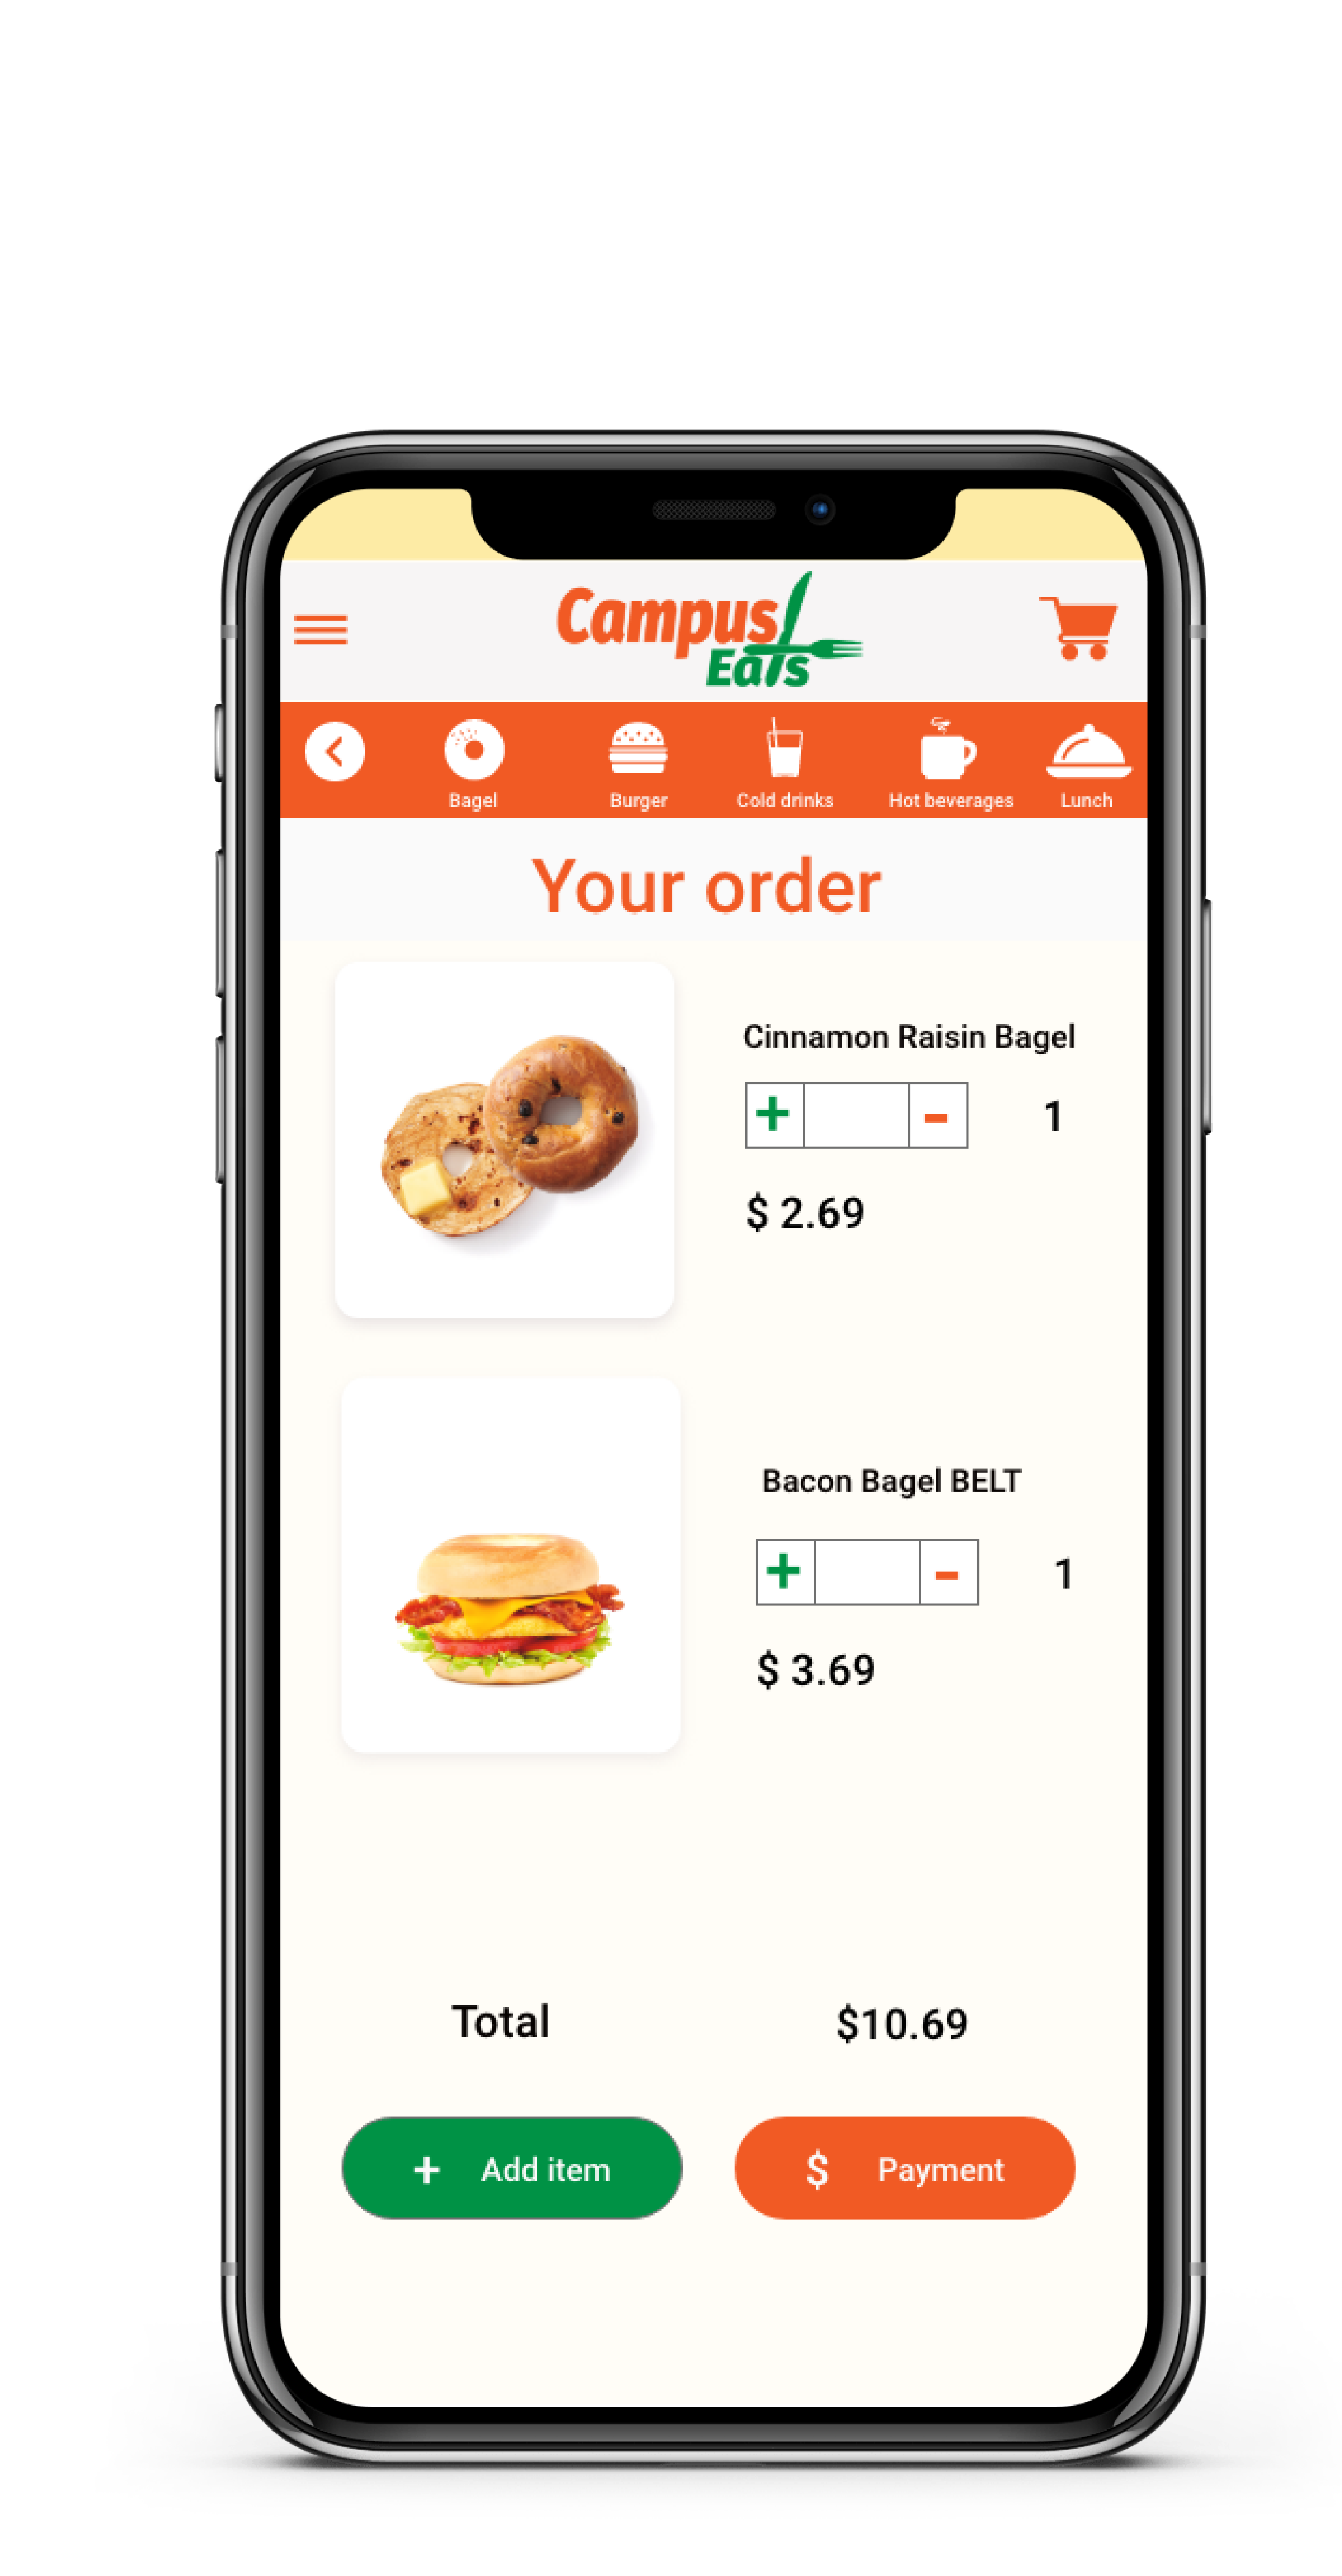 Campus
Eats
Bagel
Burger
Cold drinks
Hot beverages
Lunch
Your order
Cinnamon Raisin Bagel
+ - 1
$ 2.69
Bacon Bagel BELT
+ - 1
$ 3.69
Total $10.69
+ Add item
$ Payment